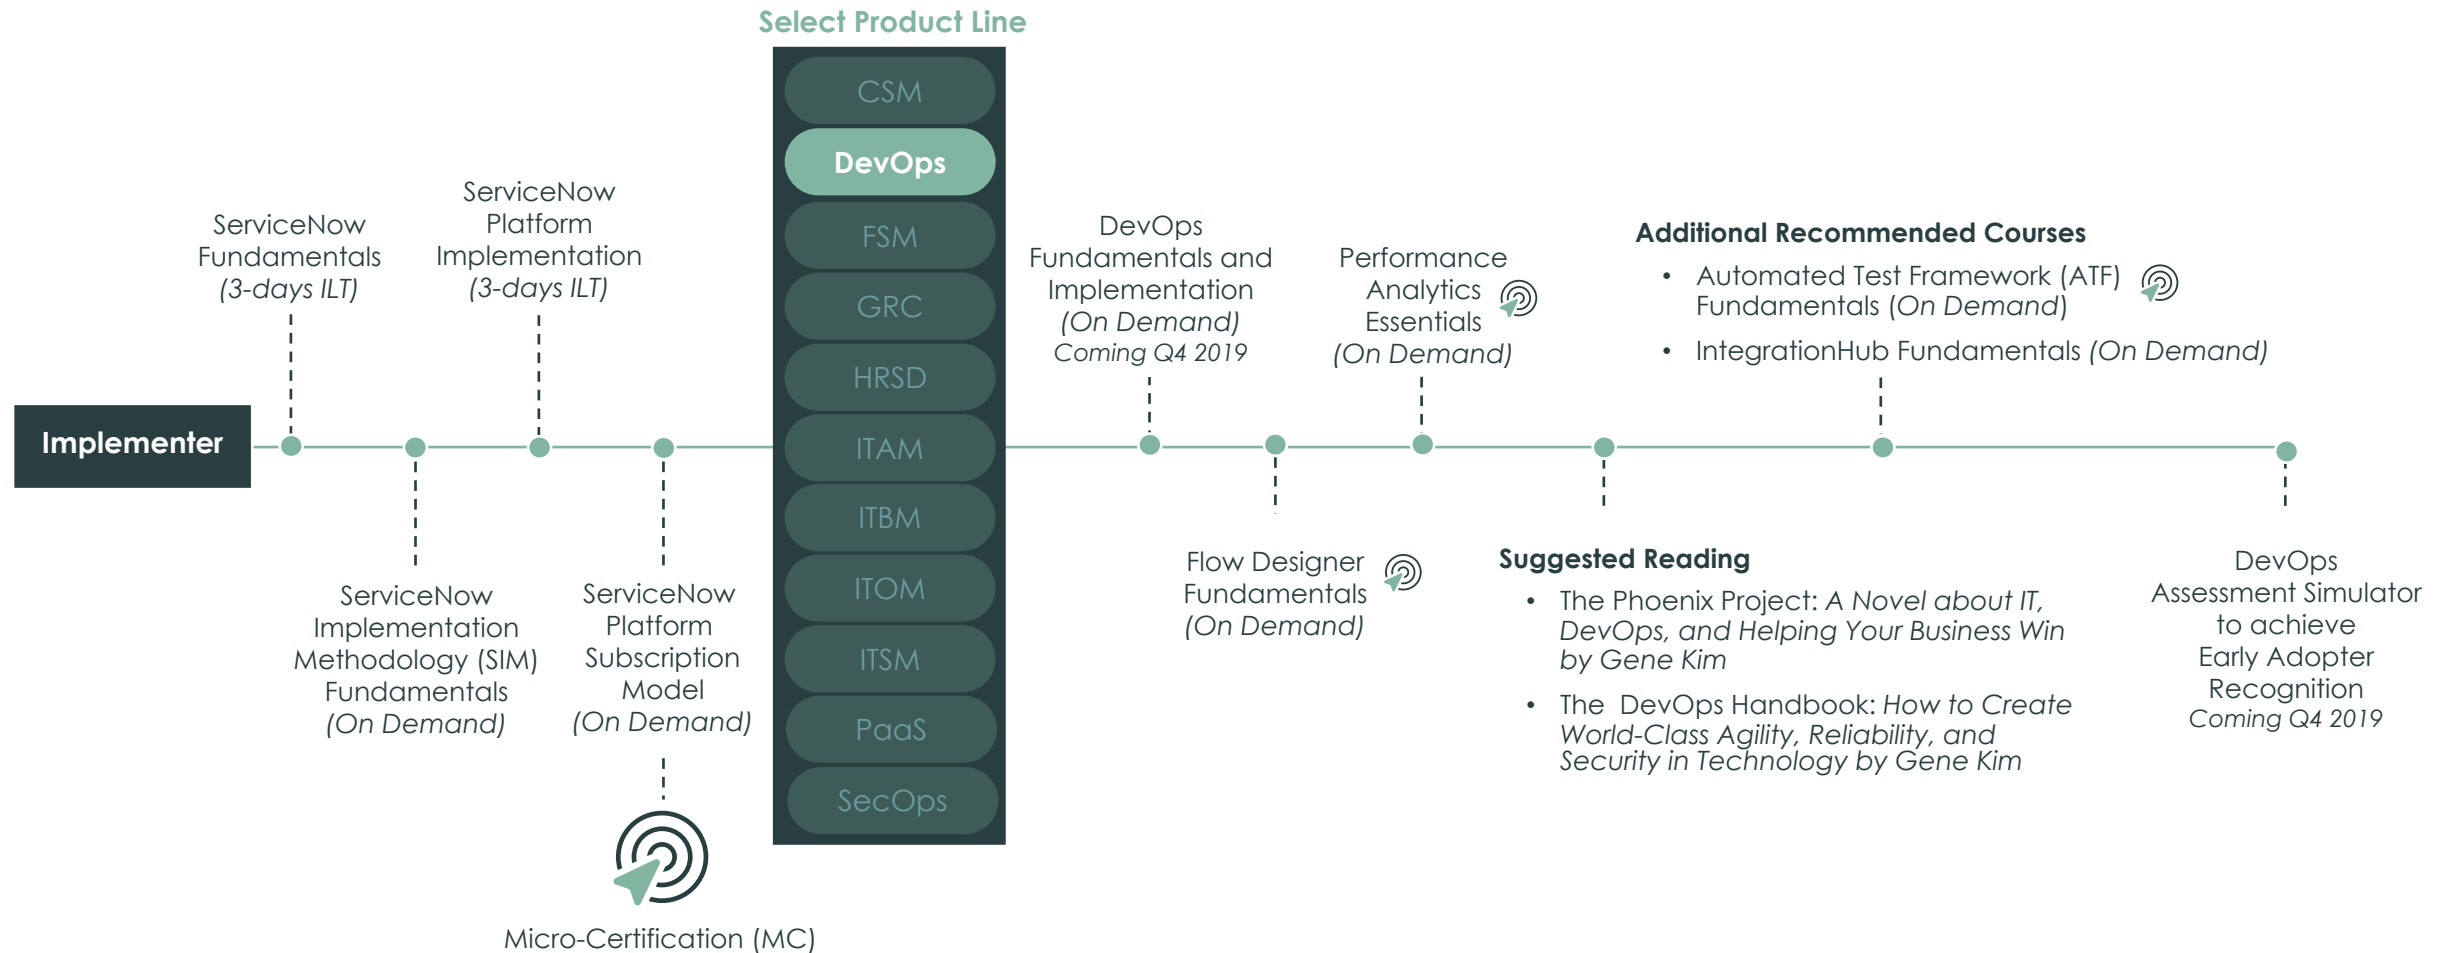 Select Product Line
CSM
DevOps
FSM
GRC
HRSD
ITAM
ITBM
ITOM
ITSM
PaaS
SecOps
Implementer
ServiceNow
Fundamentals
(3-days ILT)
ServiceNow
Implementation
Methodology (SIM)
Fundamentals
(On Demand)
ServiceNow
Platform
Implementation
(3-days ILT)
ServiceNow
Platform
Subscription
Model
(On Demand)
Micro-Certification (MC)
DevOps
Fundamentals and
Implementation
(On Demand)
Coming Q4 2019
Flow Designer
Fundamentals
(On Demand)
Performance
Analytics
Essentials
(On Demand)
Suggested Reading
• The Phoenix Project: A Novel about IT,
DevOps, and Helping Your Business Win
by Gene Kim
• The DevOps Handbook: How to Create
World-Class Agility, Reliability, and
Security in Technology by Gene Kim
Additional Recommended Courses
• Automated Test Framework (ATF)
Fundamentals (On Demand)
• IntegrationHub Fundamentals (On Demand)
DevOps
Assessment Simulator
to achieve
Early Adopter
Recognition
Coming Q4 2019